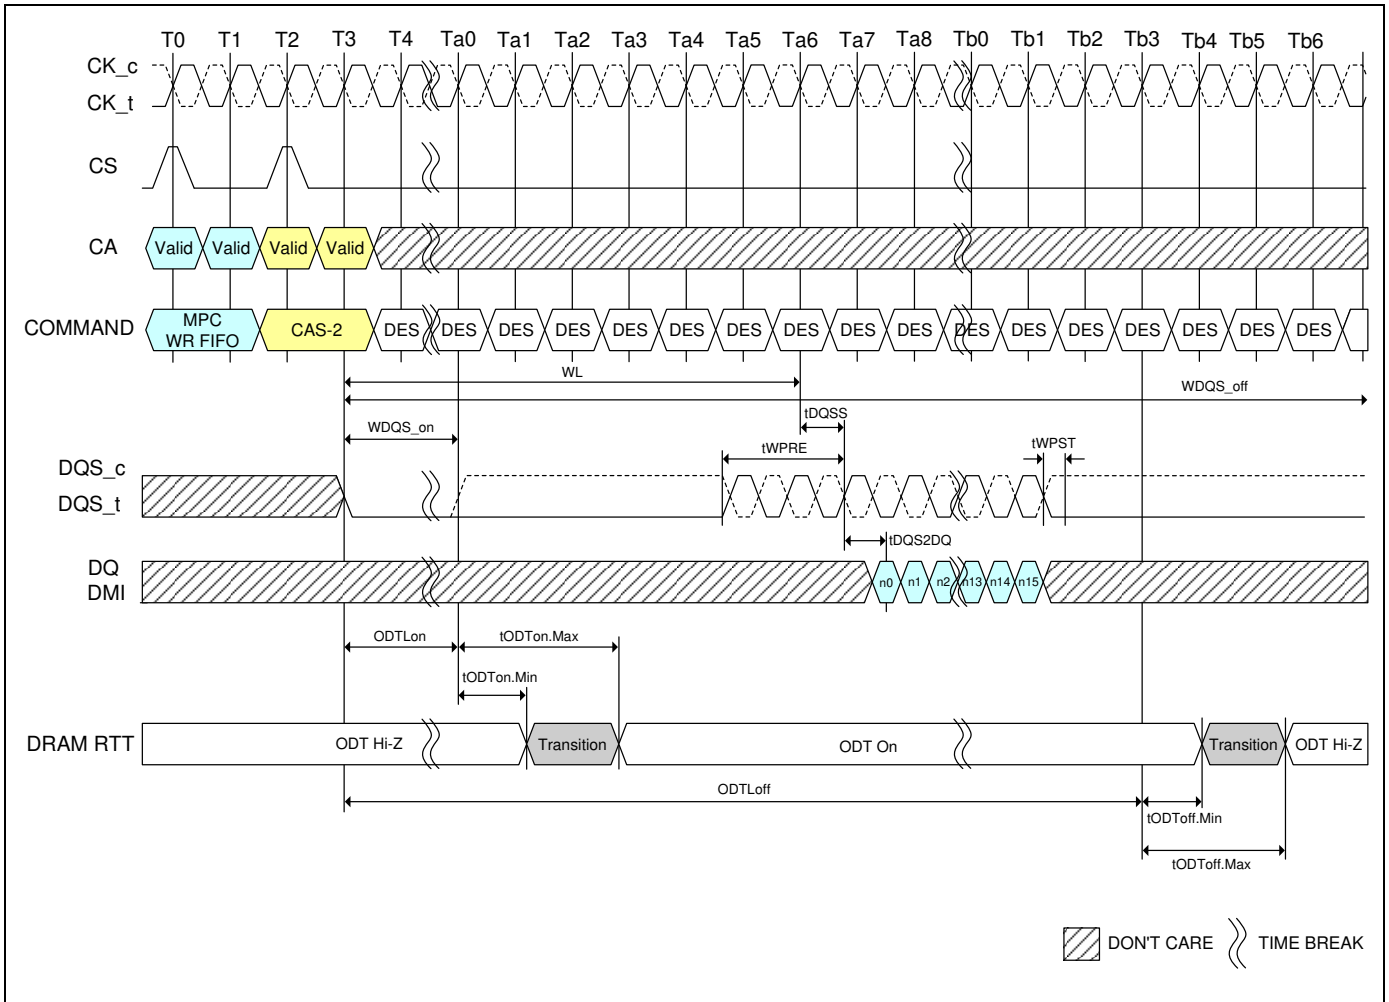 T0 T1 T2 T3 T4 Ta0 Ta1 Ta2 Ta3 Ta4 Ta5 Ta6 Ta7 Ta8 Tb0 Tb1 Tb2 Tb3 Tb4 Tb5 Tb6
CK_c
CK_t
CS
CA Valid Valid Valid Valid
COMMAND MPC WR FIFO CAS-2 DES DES DES DES DES DES DES DES DES DES DES DES DES DES DES DES DES
WL
WDQS_off
tDQSS
WDQS_on
tWPRE
tWPST
DQS_c
DQS_t
tDQS2DQ
DQ
DMI
n0 n1 n2 n13 n14 n15
ODTLon tODTon.Max
tODTon.Min
DRAM RTT ODT Hi-Z Transition ODT On Transition ODT Hi-Z
ODTLoff
tODToff.Min
tODToff.Max
DON'T CARE TIME BREAK